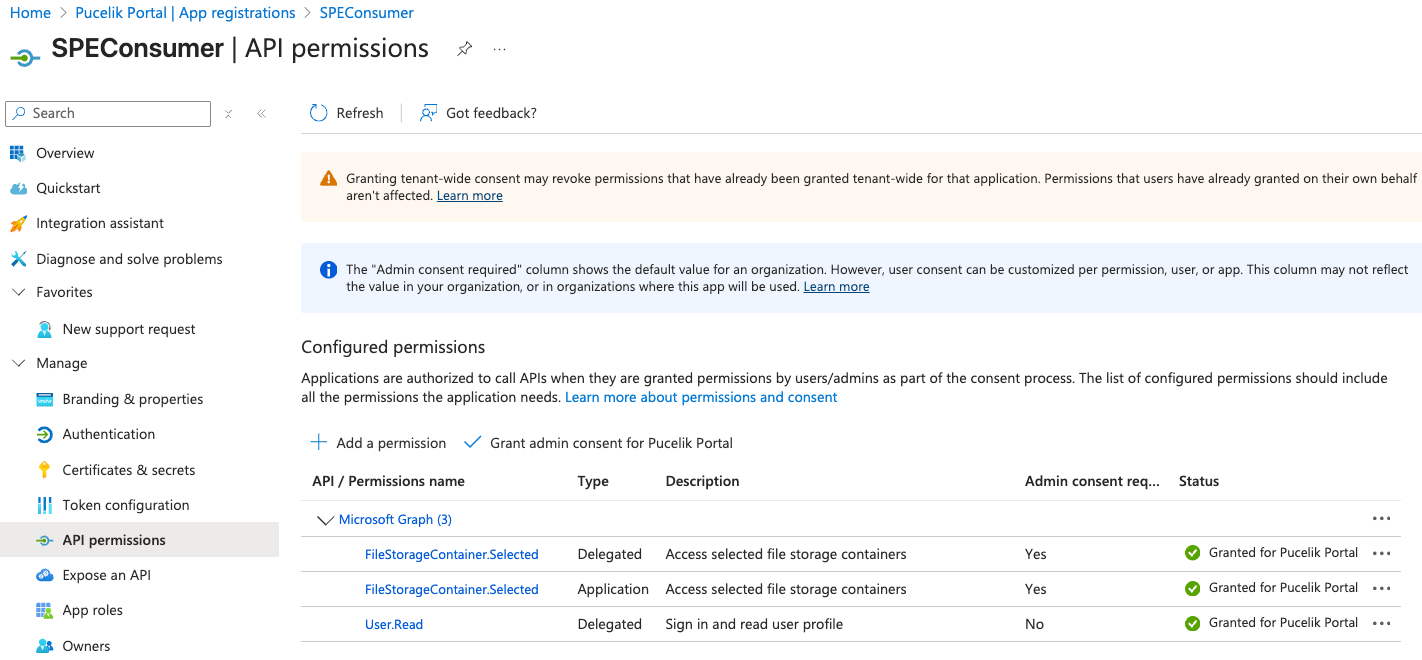 Home > Pucelik Portal | App registrations > SPEConsumer
SPEConsumer | API permissions
Search
Refresh
Got feedback?
Overview
Quickstart
Integration assistant
Diagnose and solve problems
Favorites
New support request
Manage
Branding & properties
Authentication
Certificates & secrets
Token configuration
API permissions
Expose an API
App roles
Owners
Granting tenant-wide consent may revoke permissions that have already been granted tenant-wide for that application. Permissions that users have already granted on their own behalf
aren't affected. Learn more
The "Admin consent required" column shows the default value for an organization. However, user consent can be customized per permission, user, or app. This column may not reflect
the value in your organization, or in organizations where this app will be used. Learn more
Configured permissions
Applications are authorized to call APIs when they are granted permissions by users/admins as part of the consent process. The list of configured permissions should include
all the permissions the application needs. Learn more about permissions and consent
Add a permission
Grant admin consent for Pucelik Portal
API / Permissions name Type Description Admin consent req... Status
Microsoft Graph (3)
FileStorageContainer.Selected Delegated Access selected file storage containers Yes Granted for Pucelik Portal
FileStorageContainer.Selected Application Access selected file storage containers Yes Granted for Pucelik Portal
User.Read Delegated Sign in and read user profile No Granted for Pucelik Portal